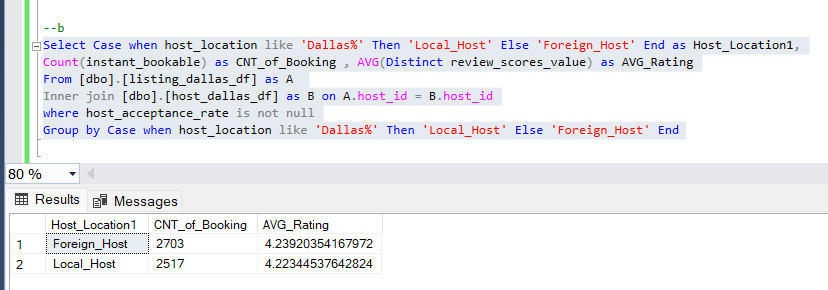 --b
Select Case when host_location like 'Dallas%' Then 'Local_Host' Else 'Foreign_Host' End as Host_Location1,
Count(instant_bookable) as CNT_of_Booking , AVG(Distinct review_scores_value) as AVG_Rating
From [dbo].[listing_dallas_df] as A
Inner join [dbo].[host_dallas_df] as B on A.host_id = B.host_id
where host_acceptance_rate is not null
Group by Case when host_location like 'Dallas%' Then 'Local_Host' Else 'Foreign_Host' End
80 %
Results Messages
Host_Location1 CNT_of_Booking AVG_Rating
1 Foreign_Host 2703 4.23920354167972
2 Local_Host 2517 4.22344537642824